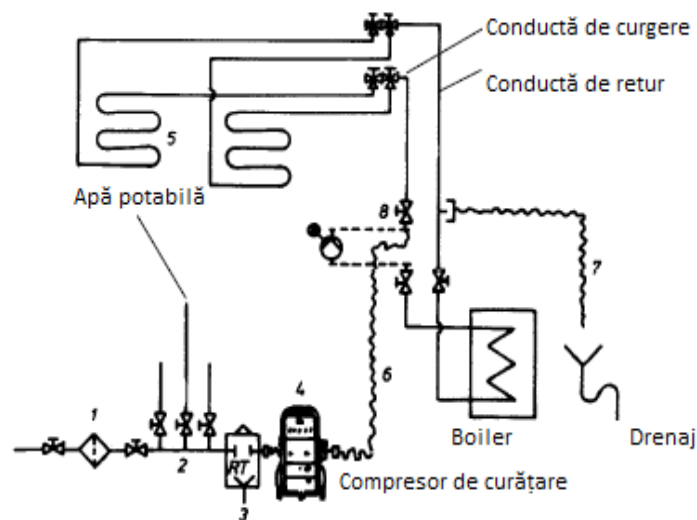 Conductă de curgere
Conductă de retur
5
Apă potabilă
8
7
6
4
1
2
RT
3
Boiler
Drenaj
Compresor de curățare